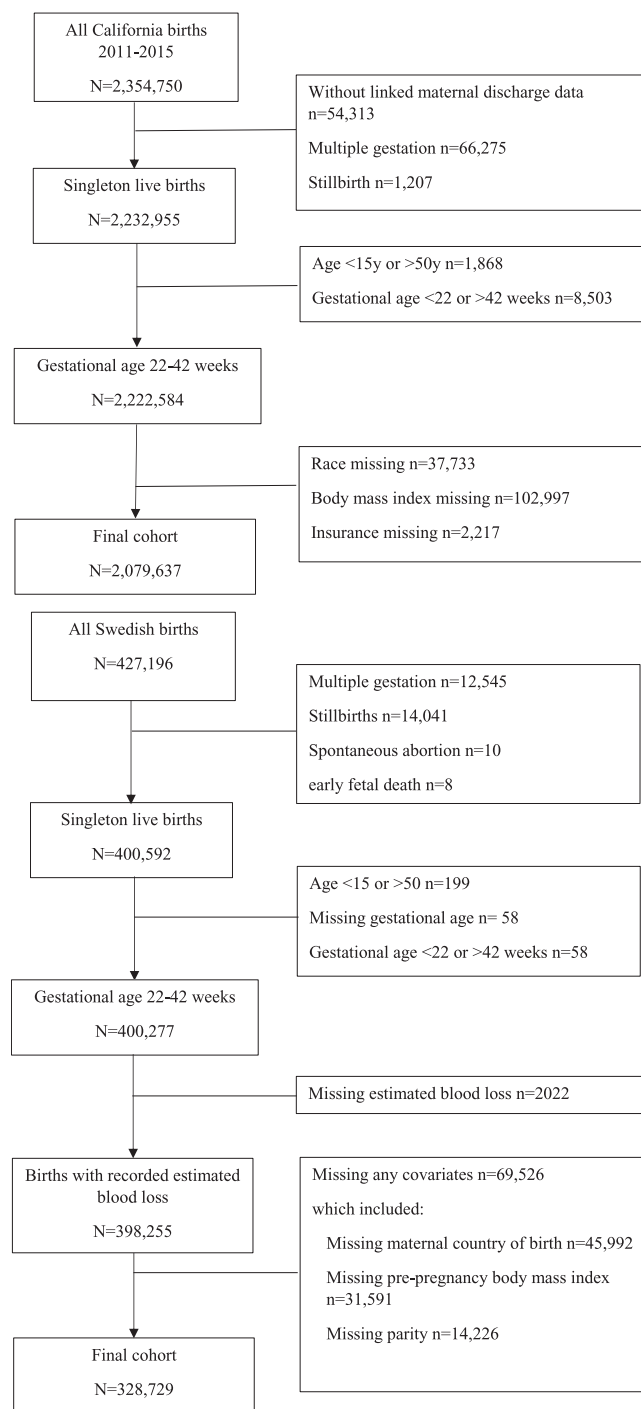 All California births
2011-2015
N=2,354,750
Without linked maternal discharge data
n=54,313
Multiple gestation n=66,275
Stillbirth n=1,207
Singleton live births
N=2,232,955
Age <15y or >50y n=1,868
Gestational age <22 or >42 weeks n=8,503
Gestational age 22-42 weeks
N=2,222,584
Race missing n=37,733
Body mass index missing n=102,997
Insurance missing n=2,217
Final cohort
N=2,079,637
All Swedish births
N=427,196
Multiple gestation n=12,545
Stillbirths n=14,041
Spontaneous abortion n=10
early fetal death n=8
Singleton live births
N=400,592
Age <15 or >50 n=199
Missing gestational age n= 58
Gestational age <22 or >42 weeks n=58
Gestational age 22-42 weeks
N=400,277
Missing estimated blood loss n=2022
Births with recorded estimated
blood loss
N=398,255
Missing any covariates n=69,526
which included:
Missing maternal country of birth n=45,992
Missing pre-pregnancy body mass index
n=31,591
Missing parity n=14,226
Final cohort
N=328,729